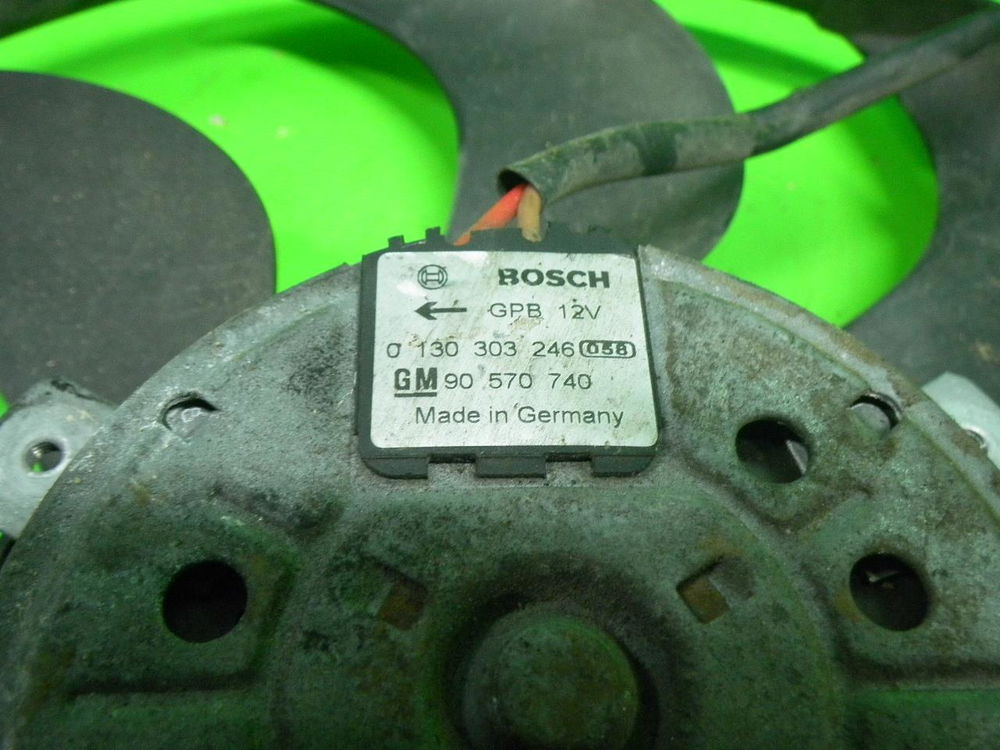 BOSCH
GPB 12V
0 130 303 246 058
GM 90 570 740
Made in Germany